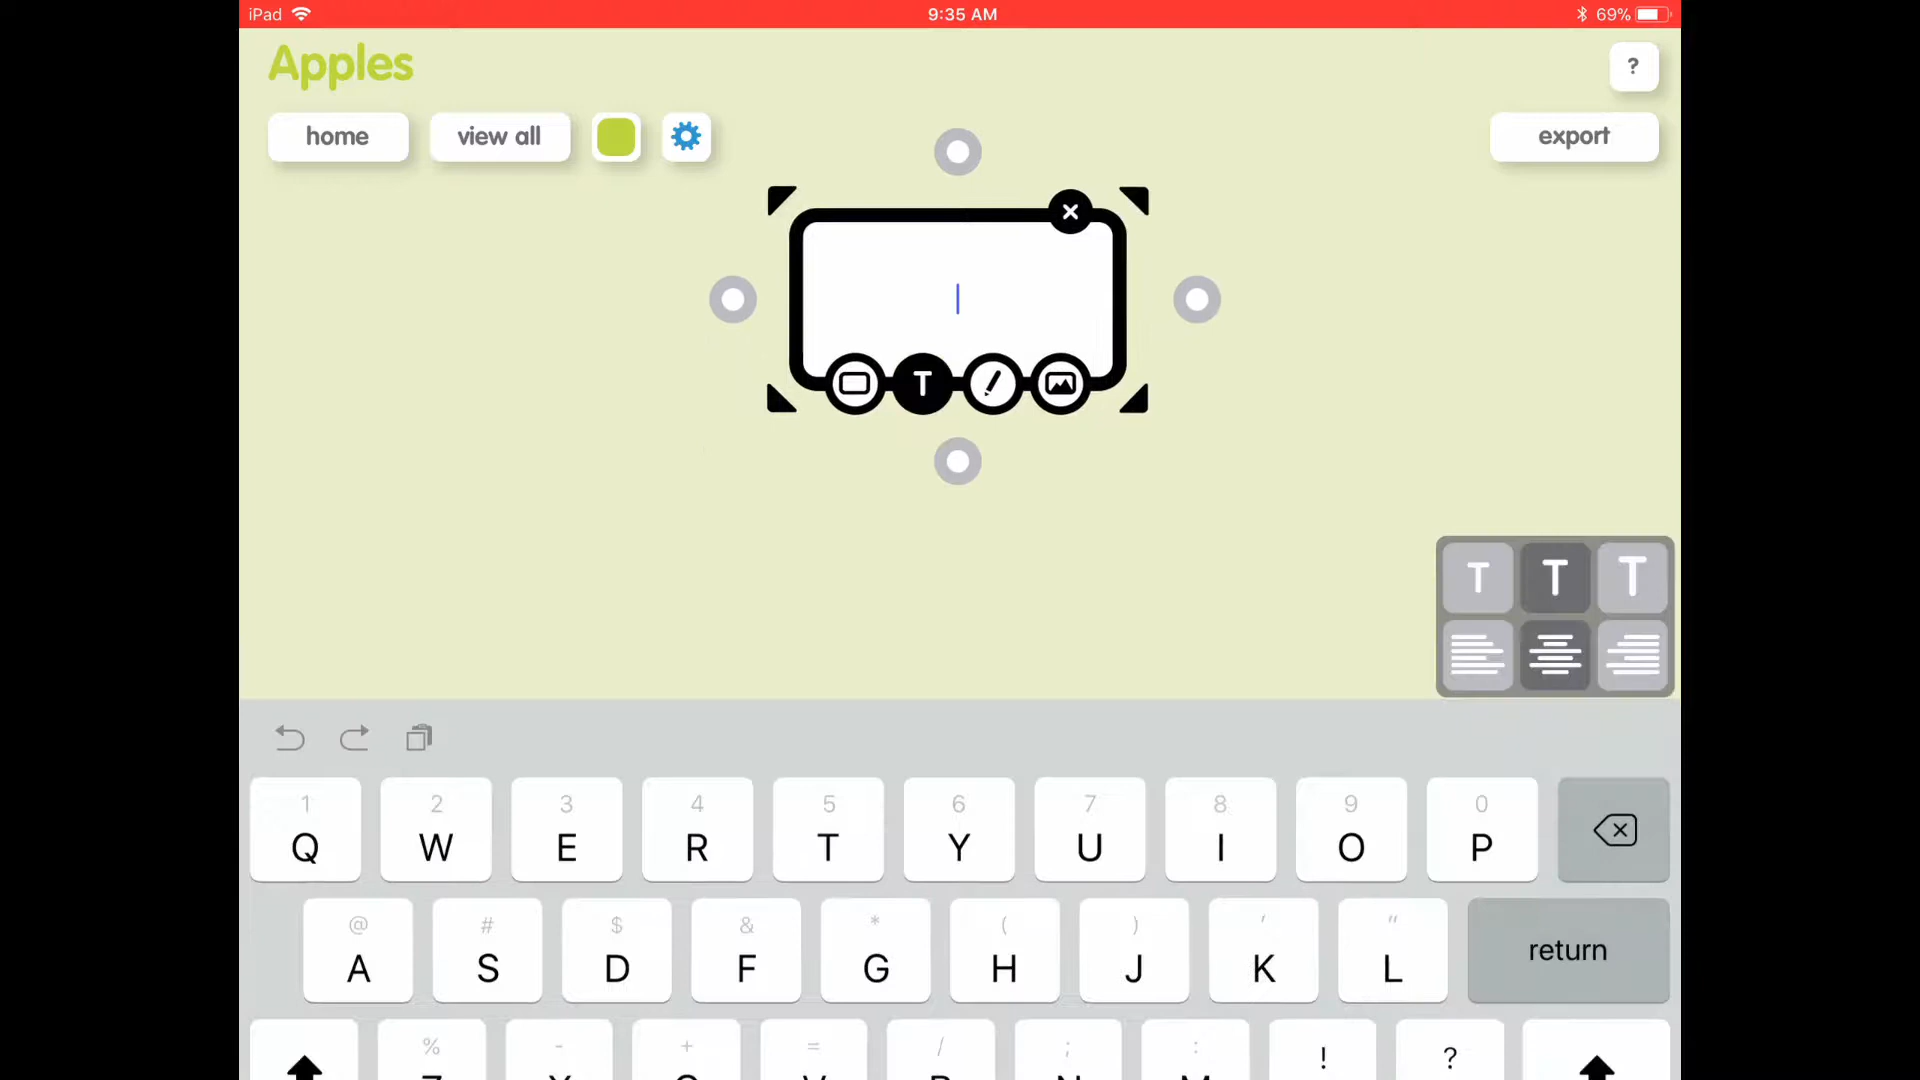 iPad 9:35 AM 69%
Apples
?
home view all export
T
T T T
1 2 3 4 5 6 7 8 9 0
Q W E R T Y U I O P
@ # $ & * ( ) ' "
A S D F G H J K L return
% - + = / ; : ! ?